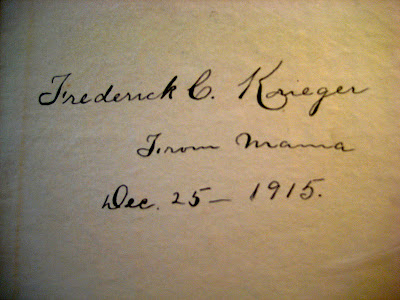 Frederick C. Krieger
From Mama
Dec. 25 — 1915.